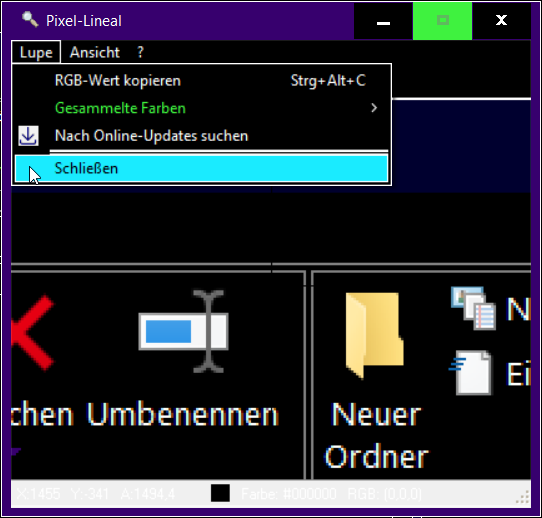 Pixel-Lineal
Lupe Ansicht ?
RGB-Wert kopieren Strg+Alt+C
Gesammelte Farben
Nach Online-Updates suchen
Schließen
chen Umbenennen
Neuer
Ordner
N
Ei
X:1455 Y:-341 A:1494,4 Farbe: #000000 RGB: (0,0,0)